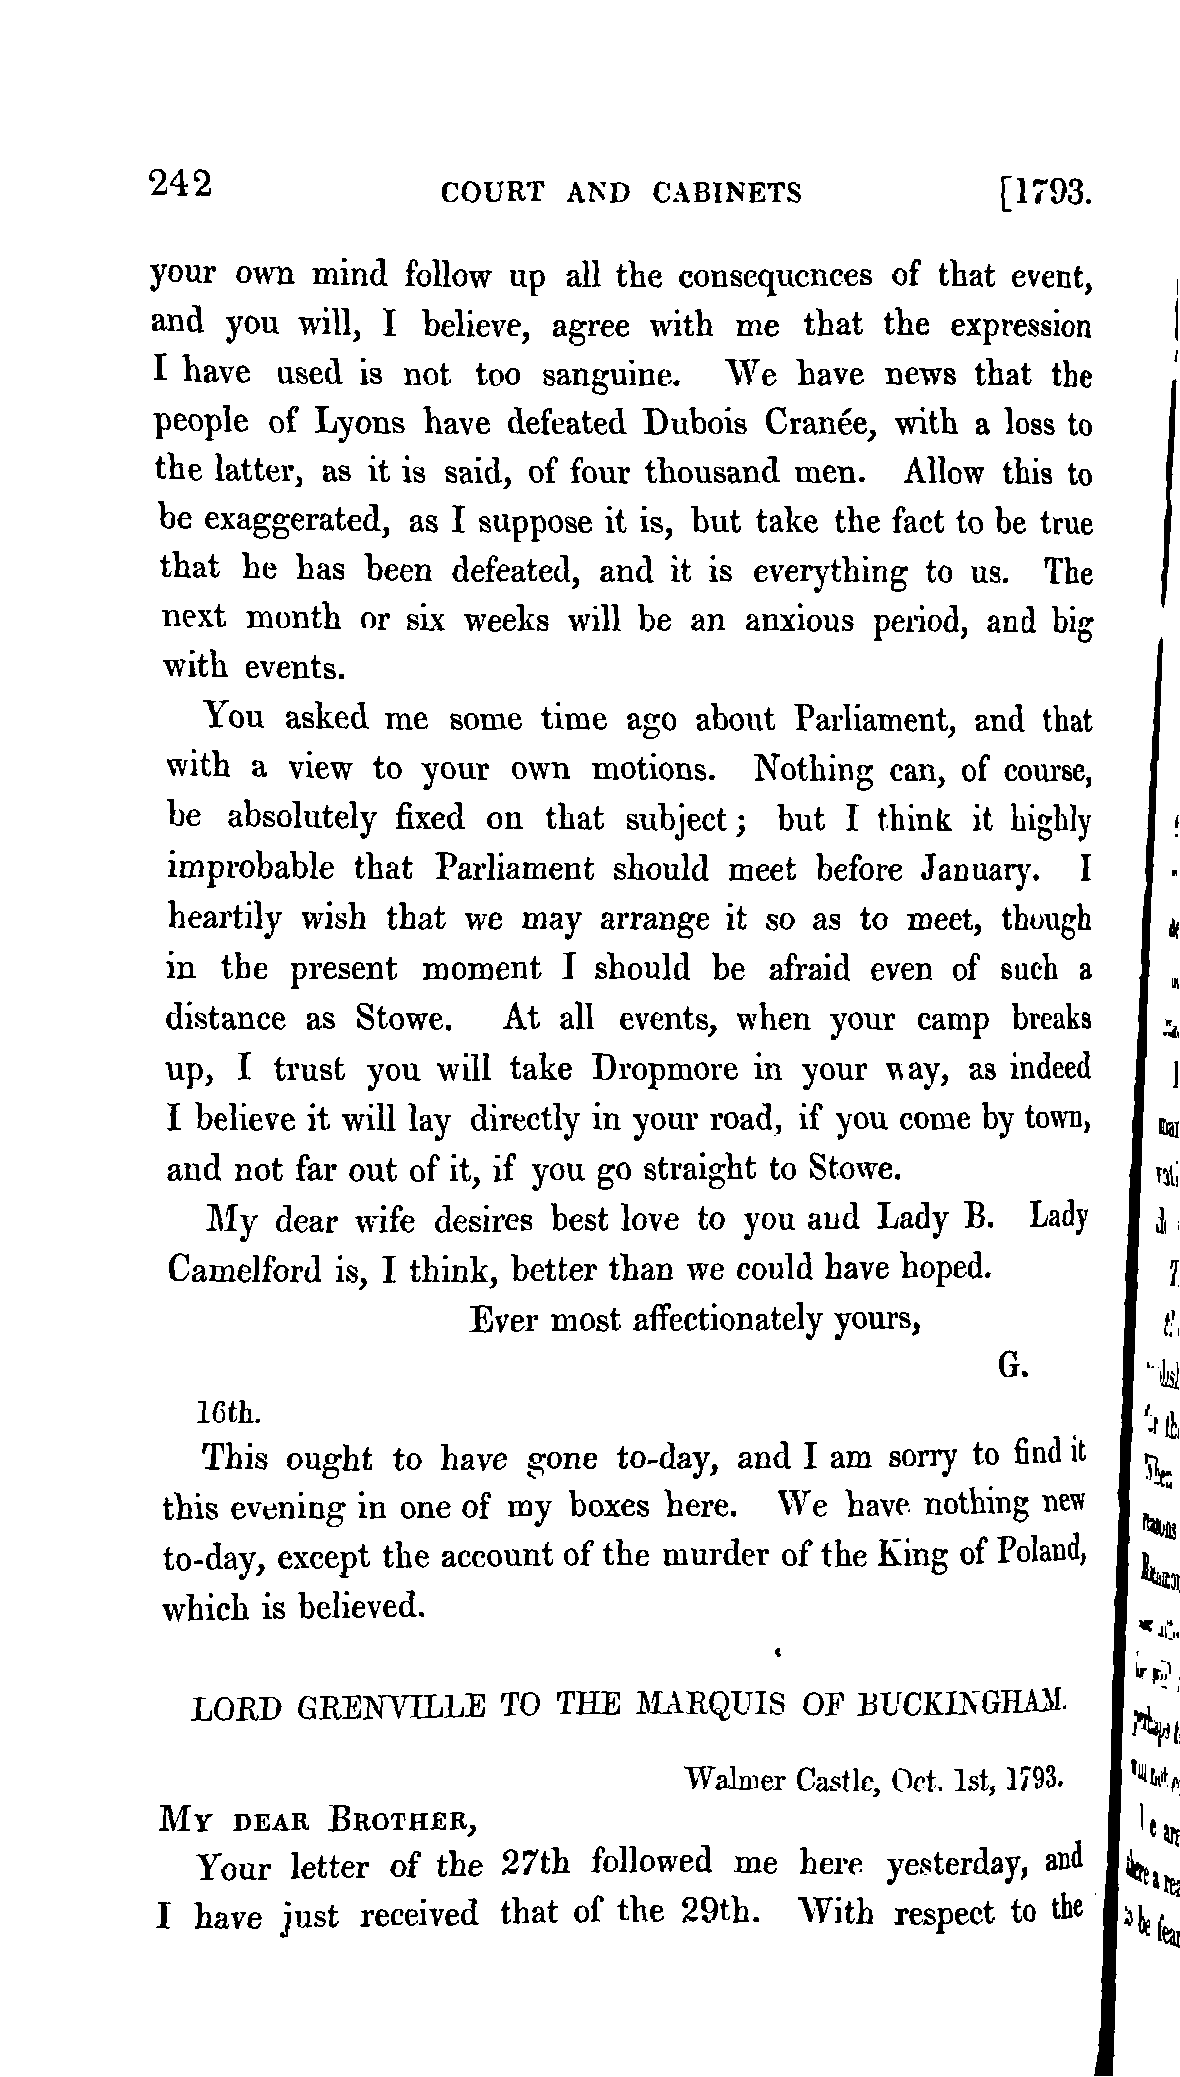 242 COURT AND CABINETS [1793.
your own mind follow up all the consequences of that event,
and you will, I believe, agree with me that the expression
I have used is not too sanguine. We have news that the
people of Lyons have defeated Dubois Cranée, with a loss to
the latter, as it is said, of four thousand men. Allow this to
be exaggerated, as I suppose it is, but take the fact to be true
that he has been defeated, and it is everything to us. The
next month or six weeks will be an anxious period, and big
with events.
You asked me some time ago about Parliament, and that
with a view to your own motions. Nothing can, of course,
be absolutely fixed on that subject; but I think it highly
improbable that Parliament should meet before January. I
heartily wish that we may arrange it so as to meet, though
in the present moment I should be afraid even of such a
distance as Stowe. At all events, when your camp breaks
up, I trust you will take Dropmore in your way, as indeed
I believe it will lay directly in your road, if you come by town,
and not far out of it, if you go straight to Stowe.
My dear wife desires best love to you and Lady B. Lady
Camelford is, I think, better than we could have hoped.
Ever most affectionately yours,
G.
16th.
This ought to have gone to-day, and I am sorry to find it
this evening in one of my boxes here. We have nothing new
to-day, except the account of the murder of the King of Poland,
which is believed.
LORD GRENVILLE TO THE MARQUIS OF BUCKINGHAM.
Walmer Castle, Oct. 1st, 1793.
MY DEAR BROTHER,
Your letter of the 27th followed me here yesterday, and
I have just received that of the 29th. With respect to the